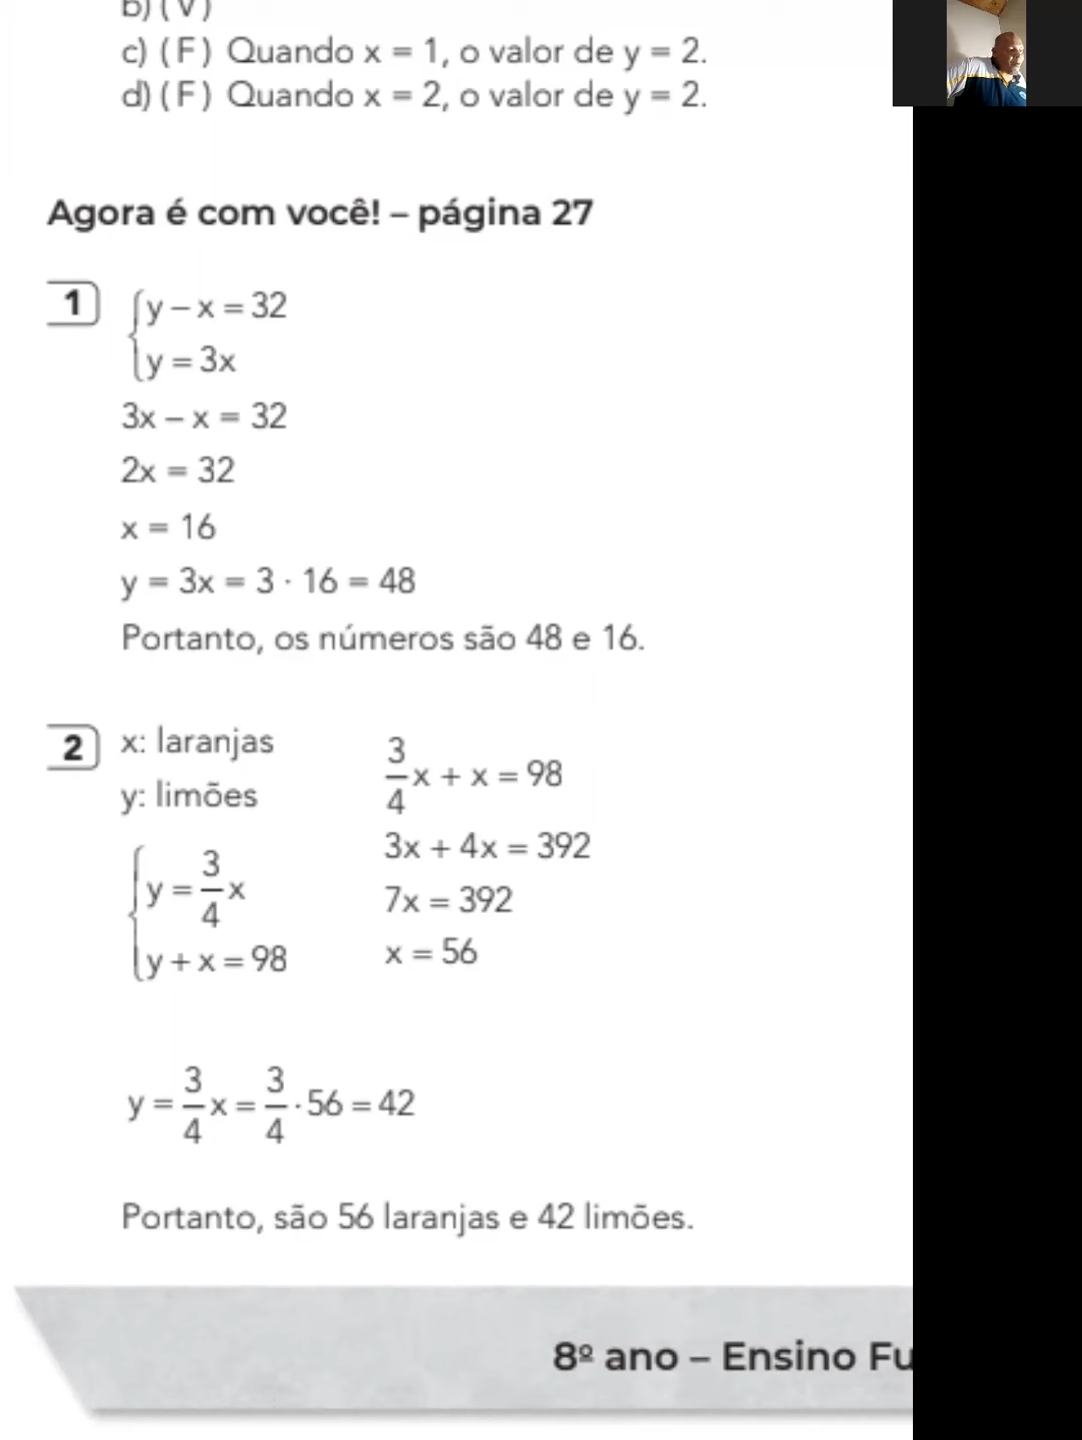 b) (V)
c) (F) Quando x = 1, o valor de y = 2.
d) (F) Quando x = 2, o valor de y = 2.
Agora é com você! – página 27
1
y – x = 32
y = 3x
3x – x = 32
2x = 32
x = 16
y = 3x = 3 · 16 = 48
Portanto, os números são 48 e 16.
2
x: laranjas
y: limões
y = 3/4 x
y + x = 98
3/4 x + x = 98
3x + 4x = 392
7x = 392
x = 56
y = 3/4 x = 3/4 · 56 = 42
Portanto, são 56 laranjas e 42 limões.
8º ano – Ensino Fu